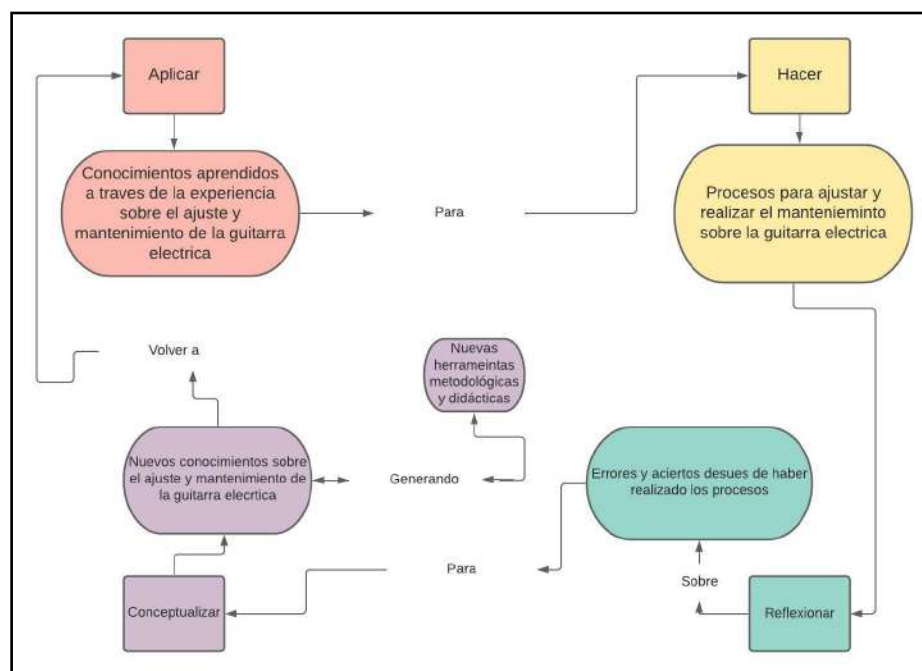 Aplicar
Hacer
Conocimientos aprendidos
a traves de la experiencia
sobre el ajuste y
mantenimiento de la guitarra
electrica
Para
Procesos para ajustar y
realizar el mantenieminto
sobre la guitarra electrica
Volver a
Nuevas
herrameintas
metodológicas
y didácticas
Nuevos conocimientos sobre
el ajuste y mantenimiento de
la guitarra elecrtica
Generando
Errores y aciertos desues de haber
realizado los procesos
Para
Sobre
Conceptualizar
Reflexionar